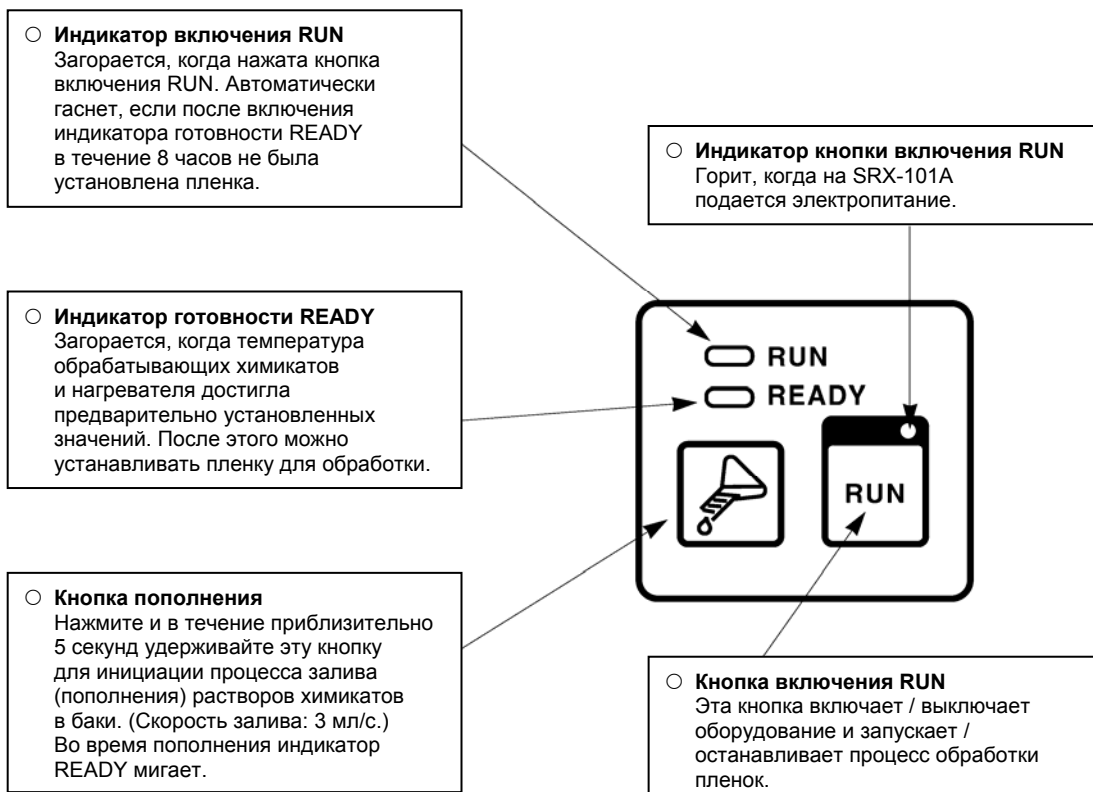 ○ Индикатор включения RUN
Загорается, когда нажата кнопка
включения RUN. Автоматически
гаснет, если после включения
индикатора готовности READY
в течение 8 часов не была
установлена пленка.
○ Индикатор кнопки включения RUN
Горит, когда на SRX-101A
подается электропитание.
○ Индикатор готовности READY
Загорается, когда температура
обрабатывающих химикатов
и нагревателя достигла
предварительно установленных
значений. После этого можно
устанавливать пленку для обработки.
RUN
READY
RUN
○ Кнопка пополнения
Нажмите и в течение приблизительно
5 секунд удерживайте эту кнопку
для инициации процесса залива
(пополнения) растворов химикатов
в баки. (Скорость залива: 3 мл/с.)
Во время пополнения индикатор
READY мигает.
○ Кнопка включения RUN
Эта кнопка включает / выключает
оборудование и запускает /
останавливает процесс обработки
пленок.